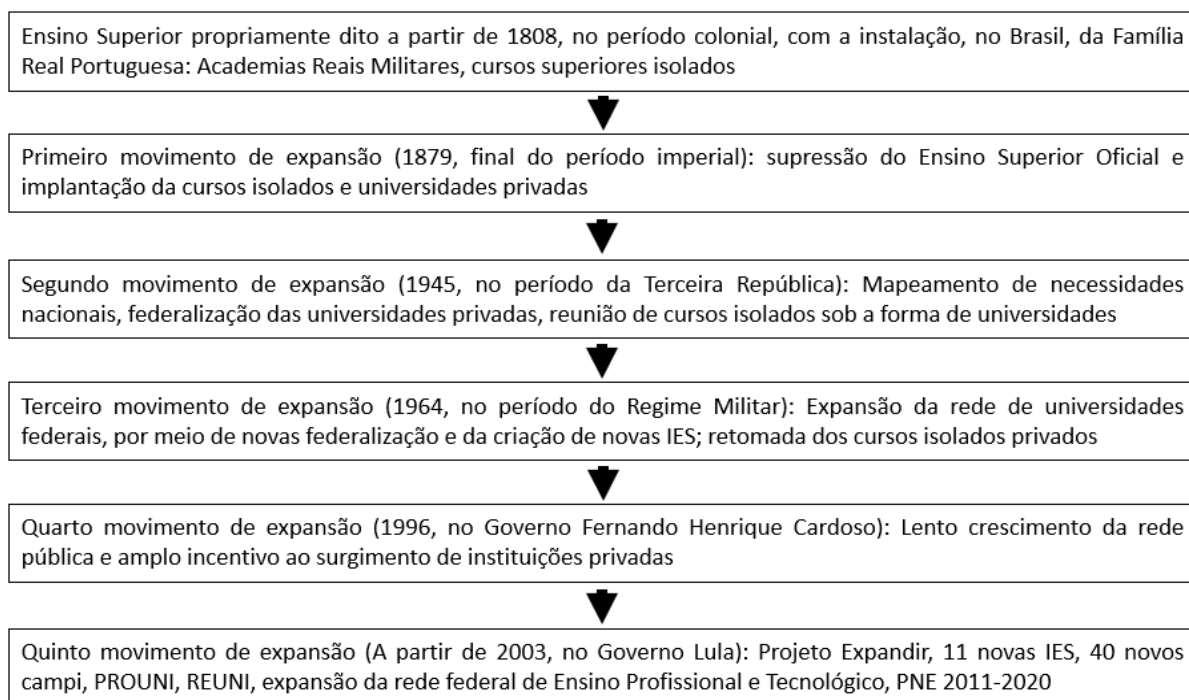 Ensino Superior propriamente dito a partir de 1808, no período colonial, com a instalação, no Brasil, da Família
Real Portuguesa: Academias Reais Militares, cursos superiores isolados
Primeiro movimento de expansão (1879, final do período imperial): supressão do Ensino Superior Oficial e
implantação da cursos isolados e universidades privadas
Segundo movimento de expansão (1945, no período da Terceira República): Mapeamento de necessidades
nacionais, federalização das universidades privadas, reunião de cursos isolados sob a forma de universidades
Terceiro movimento de expansão (1964, no período do Regime Militar): Expansão da rede de universidades
federais, por meio de novas federalização e da criação de novas IES; retomada dos cursos isolados privados
Quarto movimento de expansão (1996, no Governo Fernando Henrique Cardoso): Lento crescimento da rede
pública e amplo incentivo ao surgimento de instituições privadas
Quinto movimento de expansão (A partir de 2003, no Governo Lula): Projeto Expandir, 11 novas IES, 40 novos
campi, PROUNI, REUNI, expansão da rede federal de Ensino Profissional e Tecnológico, PNE 2011-2020